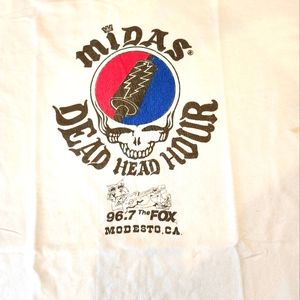 MiDAS®
DEAD HEAD HOUR
96.7 The FOX
MODESTO, CA.